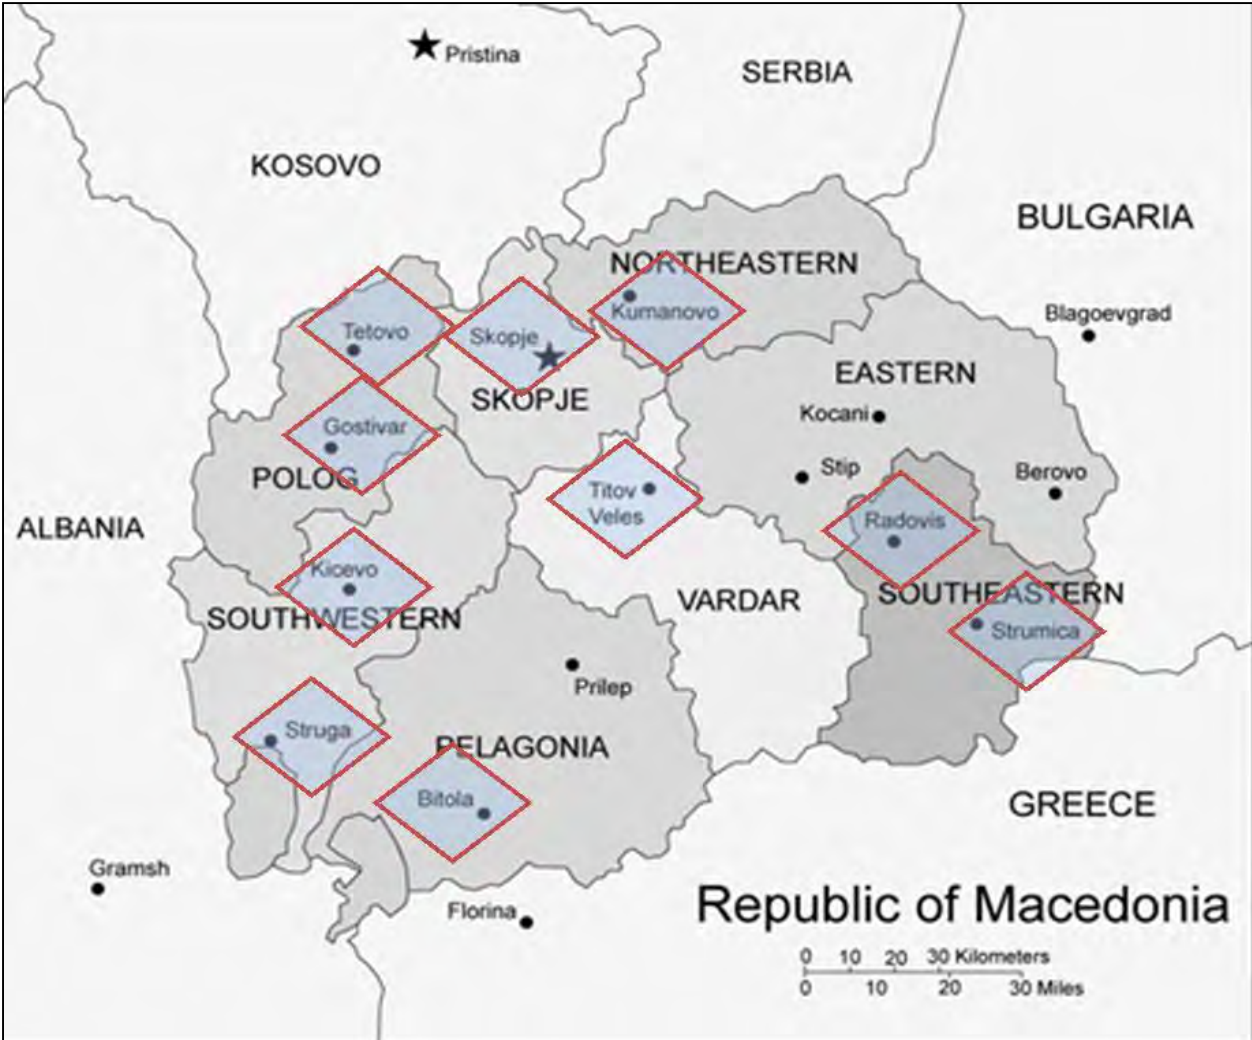 Pristina
SERBIA
KOSOVO
BULGARIA
NORTHEASTERN
Kumanovo
Blagoevgrad
Tetovo
Skopje
EASTERN
SKOPJE
Kocani
Gostivar
POLOG
Stip
Berovo
Titov
Veles
ALBANIA
Radovis
Kicevo
SOUTHEASTERN
VARDAR
SOUTHWESTERN
Strumica
Prilep
Struga
PELAGONIA
Bitola
GREECE
Gramsh
Florina
Republic of Macedonia
0 10 20 30 Kilometers
0 10 20 30 Miles